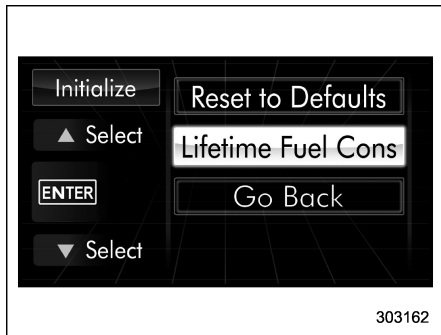 Initialize
Reset to Defaults
▲ Select
Lifetime Fuel Cons
ENTER
Go Back
▼ Select
303162